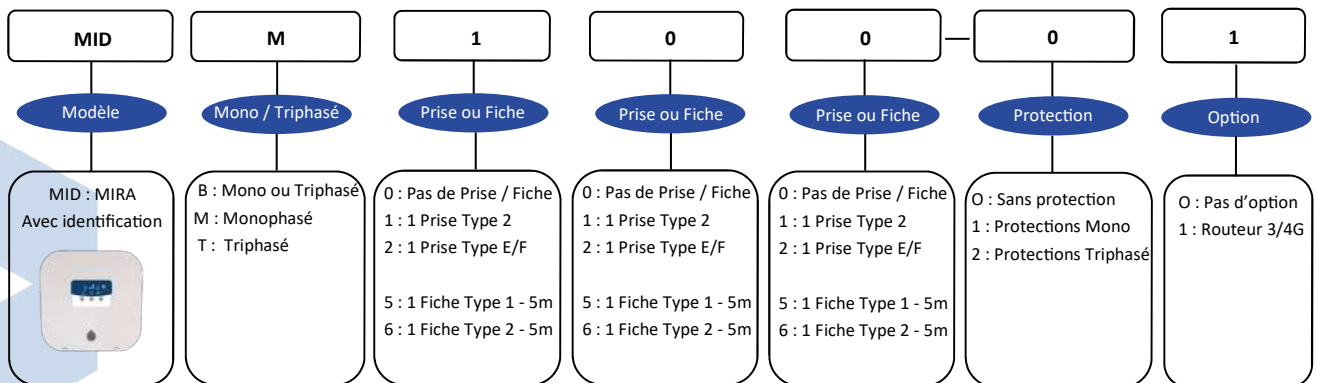 MID M 1 0 0 — 0 1
Modèle Mono / Triphasé Prise ou Fiche Prise ou Fiche Prise ou Fiche Protection Option
MID : MIRA
Avec identification
B : Mono ou Triphasé
M : Monophasé
T : Triphasé
0 : Pas de Prise / Fiche
1 : 1 Prise Type 2
2 : 1 Prise Type E/F
5 : 1 Fiche Type 1 - 5m
6 : 1 Fiche Type 2 - 5m
0 : Pas de Prise / Fiche
1 : 1 Prise Type 2
2 : 1 Prise Type E/F
5 : 1 Fiche Type 1 - 5m
6 : 1 Fiche Type 2 - 5m
0 : Pas de Prise / Fiche
1 : 1 Prise Type 2
2 : 1 Prise Type E/F
5 : 1 Fiche Type 1 - 5m
6 : 1 Fiche Type 2 - 5m
O : Sans protection
1 : Protections Mono
2 : Protections Triphasé
O : Pas d’option
1 : Routeur 3/4G